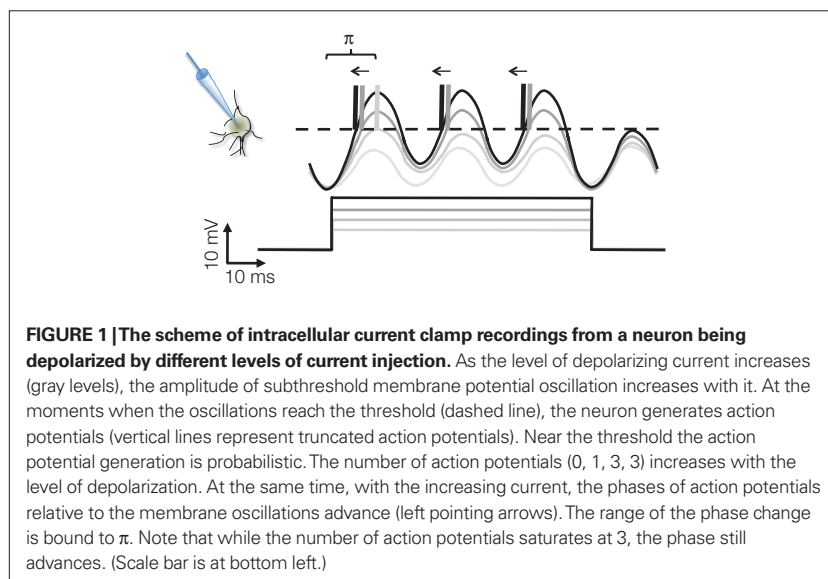 π
10 mV
10 ms
FIGURE 1 | The scheme of intracellular current clamp recordings from a neuron being
depolarized by different levels of current injection. As the level of depolarizing current increases
(gray levels), the amplitude of subthreshold membrane potential oscillation increases with it. At the
moments when the oscillations reach the threshold (dashed line), the neuron generates action
potentials (vertical lines represent truncated action potentials). Near the threshold the action
potential generation is probabilistic. The number of action potentials (0, 1, 3, 3) increases with the
level of depolarization. At the same time, with the increasing current, the phases of action potentials
relative to the membrane oscillations advance (left pointing arrows). The range of the phase change
is bound to π. Note that while the number of action potentials saturates at 3, the phase still
advances. (Scale bar is at bottom left.)